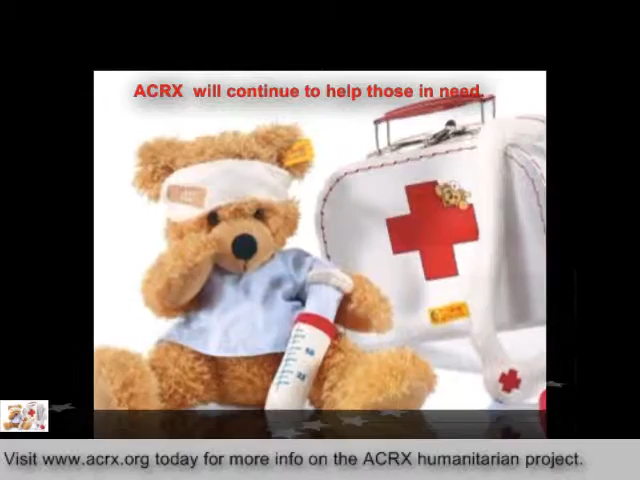 ACRX will continue to help those in need.
Visit www.acrx.org today for more info on the ACRX humanitarian project.